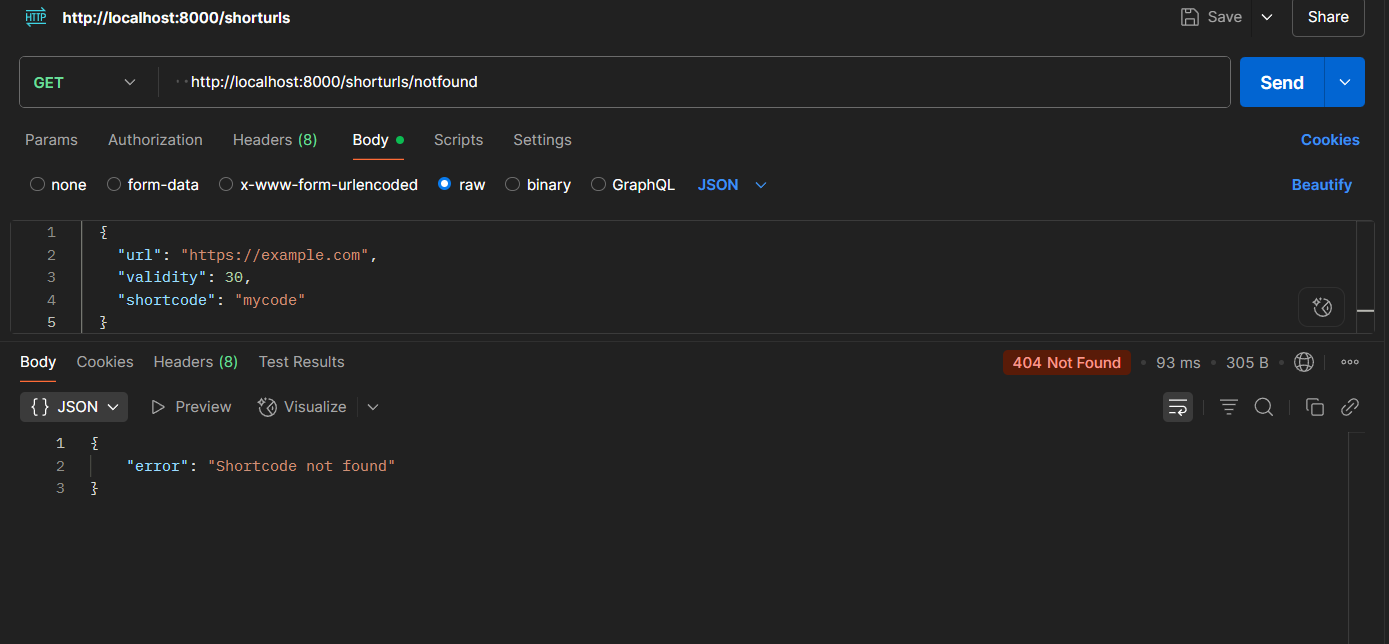 HTTP http://localhost:8000/shorturls Save Share
GET http://localhost:8000/shorturls/notfound Send
Params Authorization Headers (8) Body Scripts Settings Cookies
none form-data x-www-form-urlencoded raw binary GraphQL JSON Beautify
1 {
2 "url": "https://example.com",
3 "validity": 30,
4 "shortcode": "mycode"
5 }
Body Cookies Headers (8) Test Results 404 Not Found • 93 ms • 305 B •
{} JSON Preview Visualize
1 {
2 "error": "Shortcode not found"
3 }